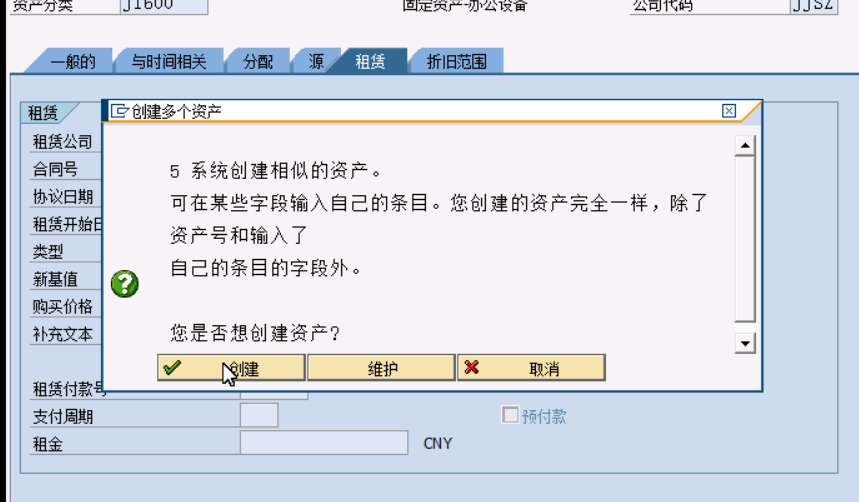 资产分类 J1600 固定资产-办公设备 公司代码 JJSZ
一般的 与时间相关 分配 源 租赁 折旧范围
租赁
创建多个资产
租赁公司
合同号
协议日期
租赁开始日
类型
新基值
购买价格
补充文本
5 系统创建相似的资产。
可在某些字段输入自己的条目。您创建的资产完全一样，除了
资产号和输入了
自己的条目的字段外。
您是否想创建资产?
创建 维护 取消
租赁付款号
支付周期 预付款
租金 CNY